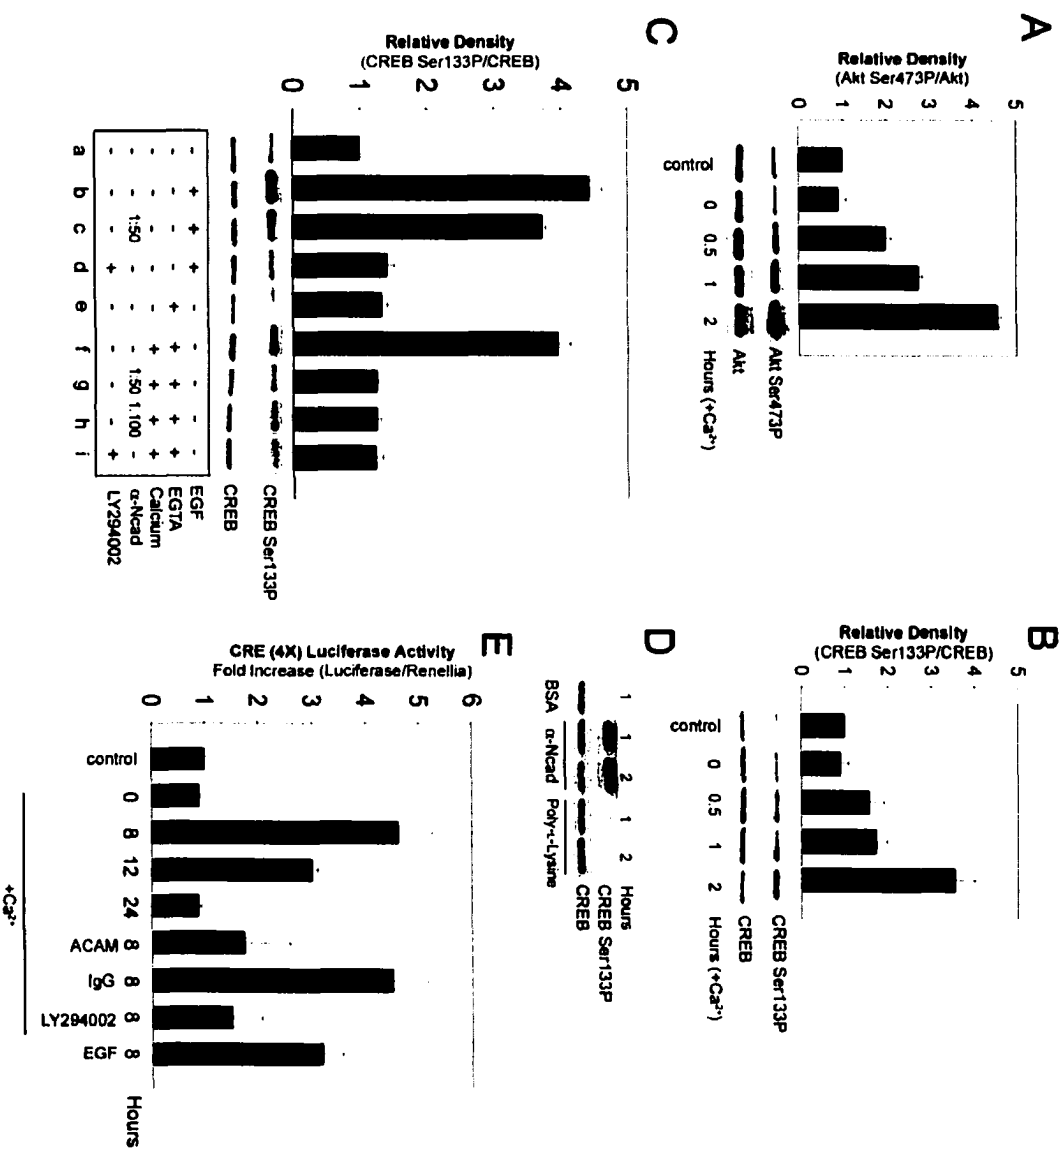 A
Relative Density
(Akt Ser473P/Akt)
0 1 2 3 4 5
Akt Ser473P
Akt
control 0 0.5 1 2 Hours (+Ca²⁺)
B
Relative Density
(CREB Ser133P/CREB)
0 1 2 3 4 5
CREB Ser133P
CREB
control 0 0.5 1 2 Hours (+Ca²⁺)
C
Relative Density
(CREB Ser133P/CREB)
0 1 2 3 4 5
CREB Ser133P
CREB
- + + + - - - - - EGF
- - - - + + + + + EGTA
- - - - - + + + + Calcium
- - 1:50 - - - 1:50 1:100 - α-Ncad
- - - + - - - - + LY294002
a b c d e f g h i
D
1 1 2 1 2 Hours
CREB Ser133P
CREB
BSA α-Ncad Poly-L-Lysine
E
CRE (4X) Luciferase Activity
Fold Increase (Luciferase/Renellia)
0 1 2 3 4 5 6
control 0 8 12 24 8 8 8 8 Hours
ACAM IgG LY294002 EGF
+Ca²⁺